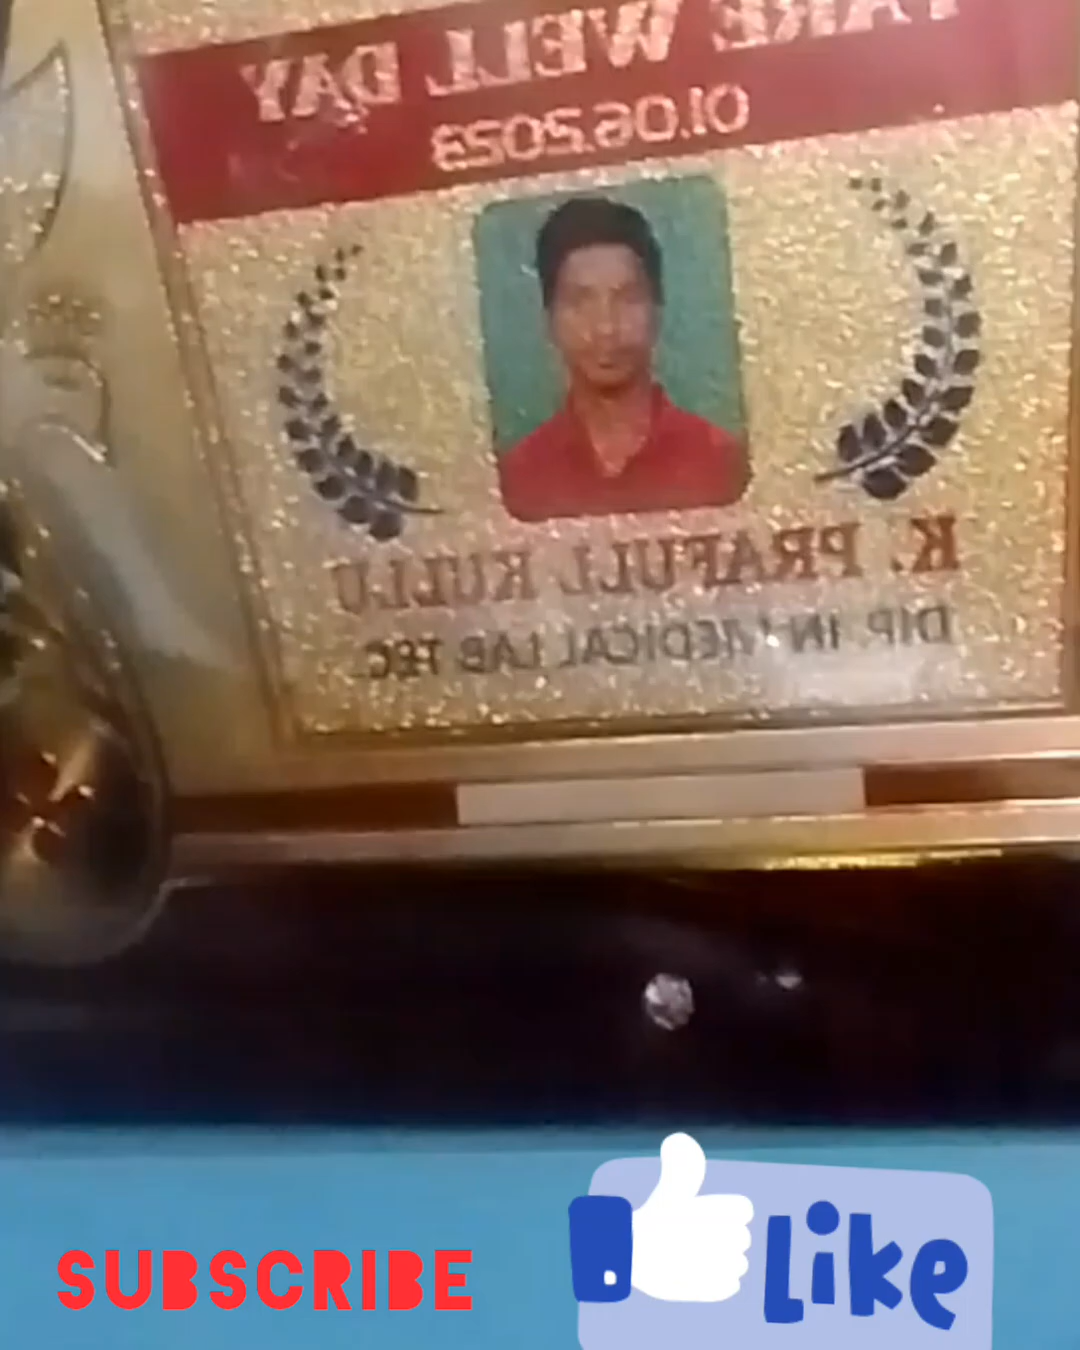 FARE WELL DAY
01.06.2023
K. PRAFULL KULLU
DIP. IN MEDICAL LAB TEC.
SUBSCRIBE
Like